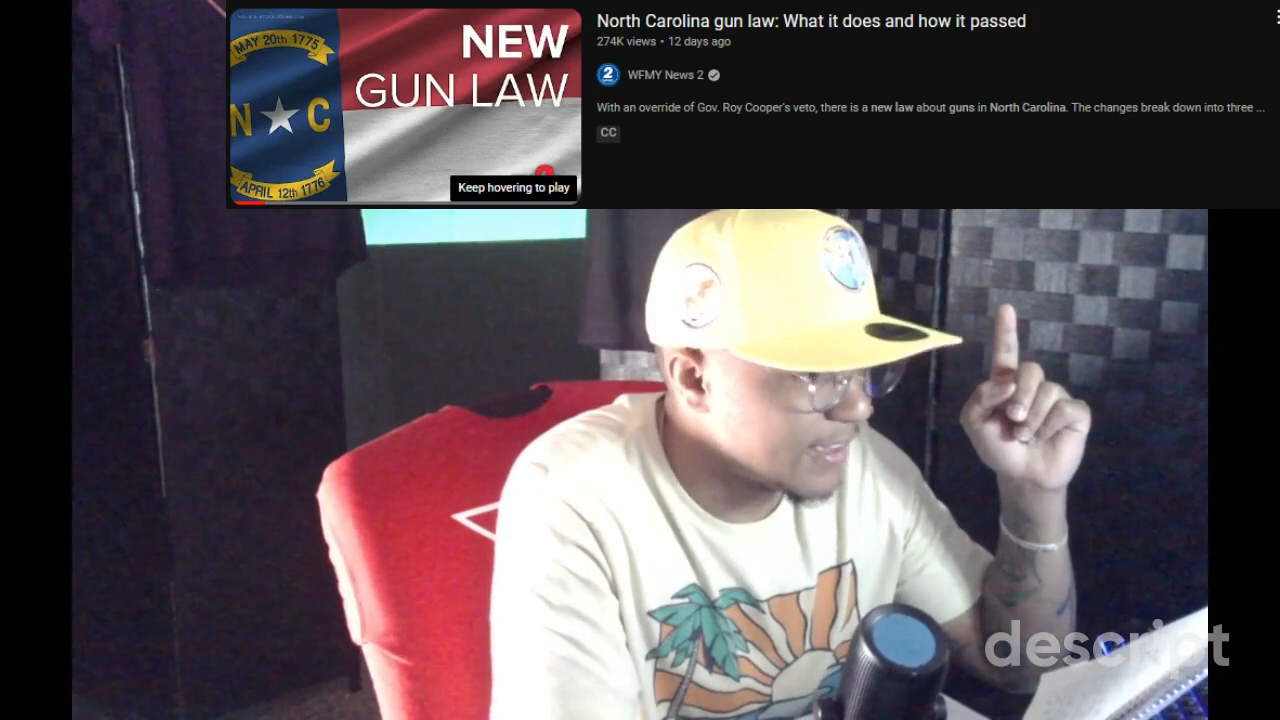 MAY 20th 1775
N C
APRIL 12th 1776
NEW
GUN LAW
Keep hovering to play
North Carolina gun law: What it does and how it passed
274K views • 12 days ago
2
WFMY News 2
With an override of Gov. Roy Cooper's veto, there is a new law about guns in North Carolina. The changes break down into three ...
CC
descript